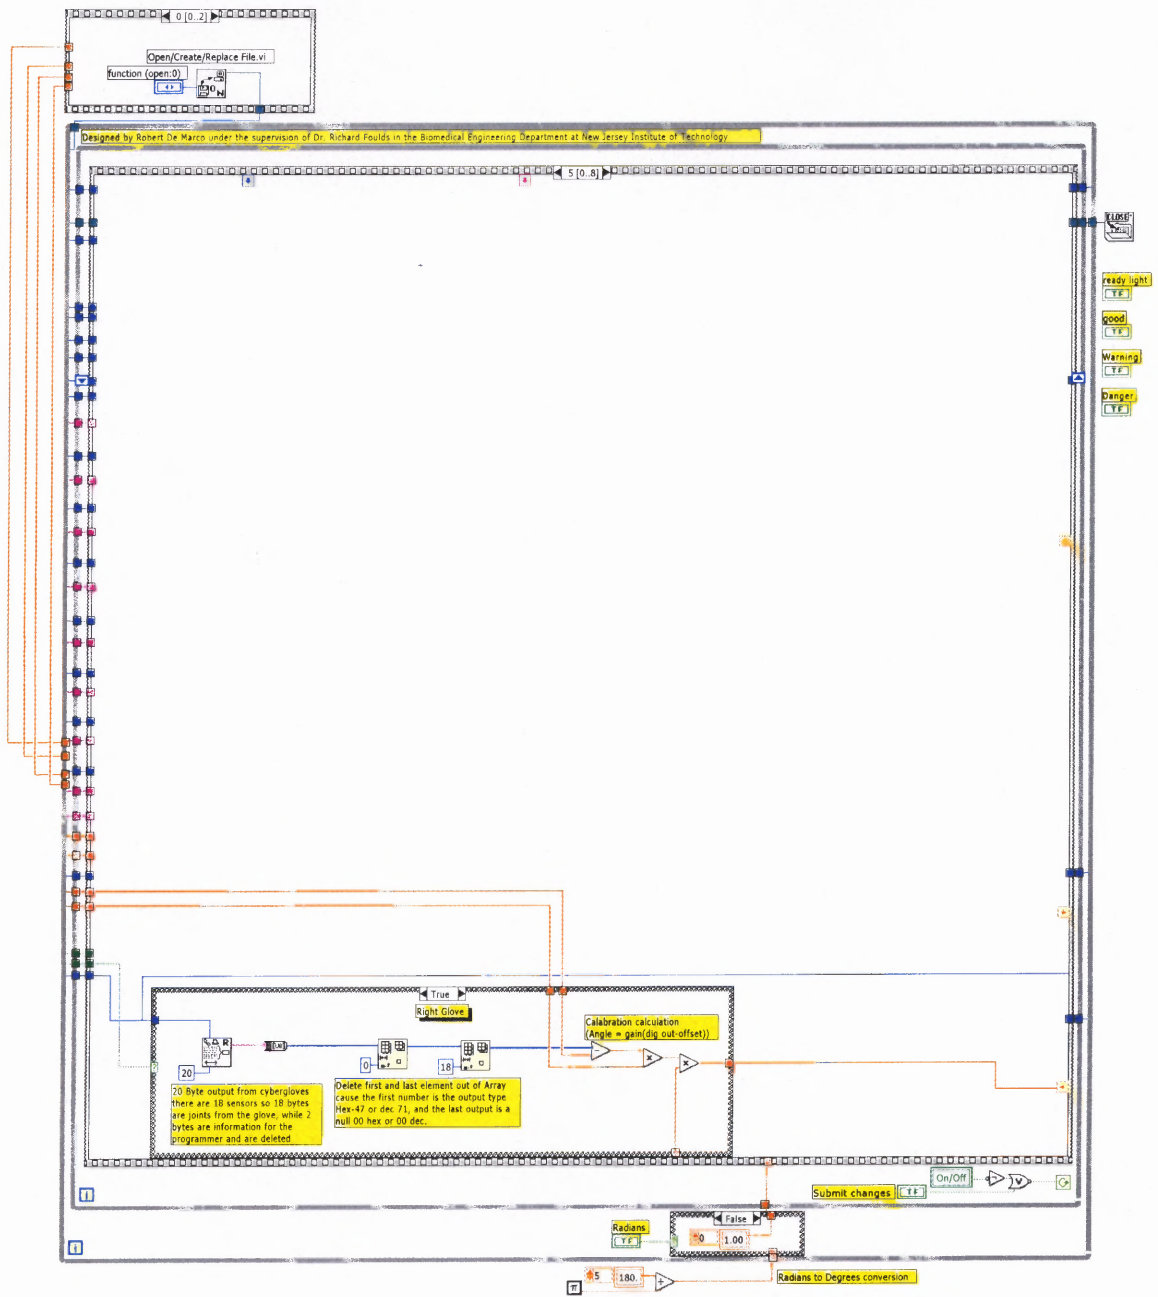 0 [0..2]
Open/Create/Replace File.vi
function (open:0)
Designed by Robert De Marco under the supervision of Dr. Richard Foulds in the Biomedical Engineering Department at New Jersey Institute of Technology
5 [0..8]
CLOSE
ready light
TF
good
TF
Warning
TF
Danger
TF
True
Right Glove
Calabration calculation
(Angle = gain(dig out-offset))
R
20
0
18
20 Byte output from cybergloves
there are 18 sensors so 18 bytes
are joints from the glove, while 2
bytes are information for the
programmer and are deleted
Delete first and last element out of Array
cause the first number is the output type
Hex-47 or dec 71, and the last output is a
null 00 hex or 00 dec.
On/Off
Submit changes
TF
i
False
Radians
TF
0
1.00
i
5
180.
π
Radians to Degrees conversion